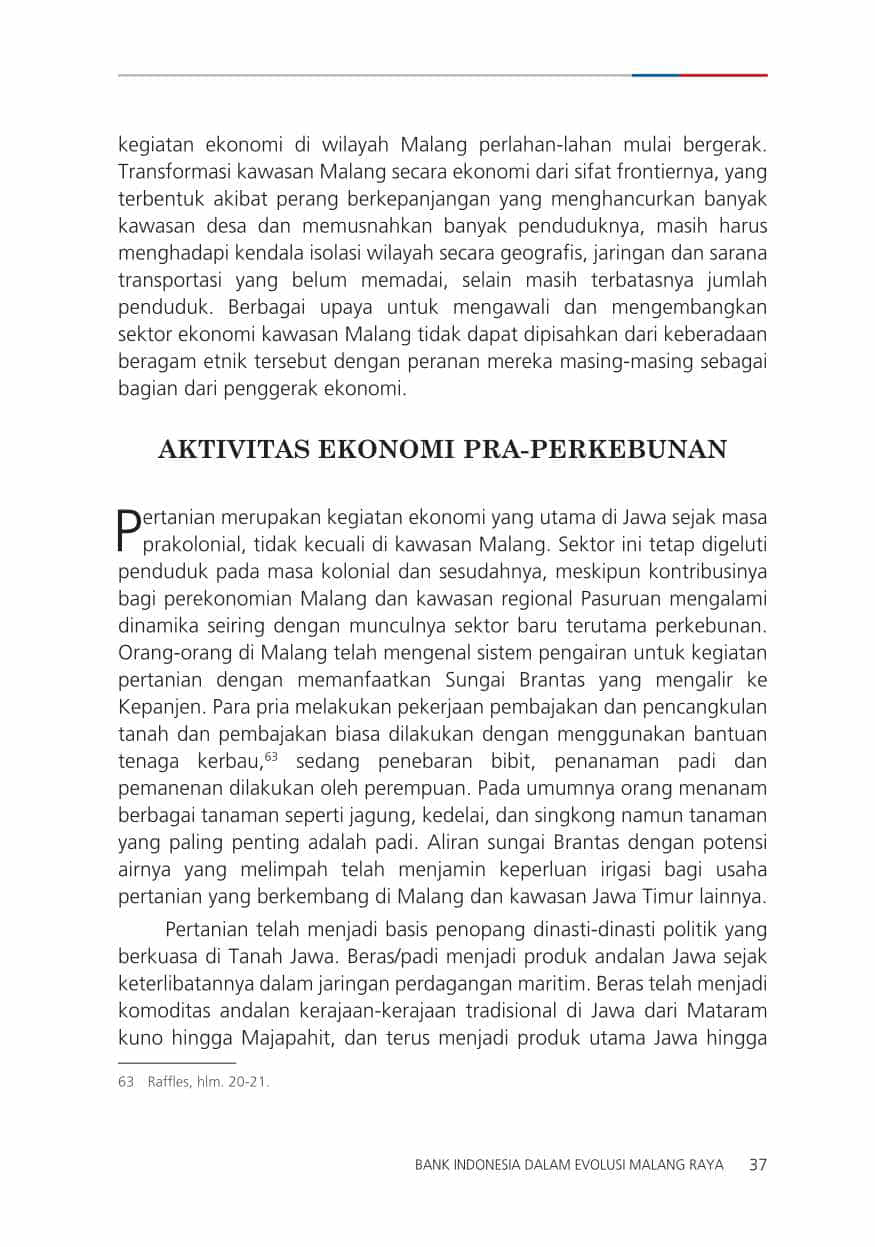 kegiatan ekonomi di wilayah Malang perlahan-lahan mulai bergerak.
Transformasi kawasan Malang secara ekonomi dari sifat frontiernya, yang
terbentuk akibat perang berkepanjangan yang menghancurkan banyak
kawasan desa dan memusnahkan banyak penduduknya, masih harus
menghadapi kendala isolasi wilayah secara geografis, jaringan dan sarana
transportasi yang belum memadai, selain masih terbatasnya jumlah
penduduk. Berbagai upaya untuk mengawali dan mengembangkan
sektor ekonomi kawasan Malang tidak dapat dipisahkan dari keberadaan
beragam etnik tersebut dengan peranan mereka masing-masing sebagai
bagian dari penggerak ekonomi.
AKTIVITAS EKONOMI PRA-PERKEBUNAN
Pertanian merupakan kegiatan ekonomi yang utama di Jawa sejak masa
prakolonial, tidak kecuali di kawasan Malang. Sektor ini tetap digeluti
penduduk pada masa kolonial dan sesudahnya, meskipun kontribusinya
bagi perekonomian Malang dan kawasan regional Pasuruan mengalami
dinamika seiring dengan munculnya sektor baru terutama perkebunan.
Orang-orang di Malang telah mengenal sistem pengairan untuk kegiatan
pertanian dengan memanfaatkan Sungai Brantas yang mengalir ke
Kepanjen. Para pria melakukan pekerjaan pembajakan dan pencangkulan
tanah dan pembajakan biasa dilakukan dengan menggunakan bantuan
tenaga kerbau,63 sedang penebaran bibit, penanaman padi dan
pemanenan dilakukan oleh perempuan. Pada umumnya orang menanam
berbagai tanaman seperti jagung, kedelai, dan singkong namun tanaman
yang paling penting adalah padi. Aliran sungai Brantas dengan potensi
airnya yang melimpah telah menjamin keperluan irigasi bagi usaha
pertanian yang berkembang di Malang dan kawasan Jawa Timur lainnya.
Pertanian telah menjadi basis penopang dinasti-dinasti politik yang
berkuasa di Tanah Jawa. Beras/padi menjadi produk andalan Jawa sejak
keterlibatannya dalam jaringan perdagangan maritim. Beras telah menjadi
komoditas andalan kerajaan-kerajaan tradisional di Jawa dari Mataram
kuno hingga Majapahit, dan terus menjadi produk utama Jawa hingga
63 Raffles, hlm. 20-21.
BANK INDONESIA DALAM EVOLUSI MALANG RAYA 37